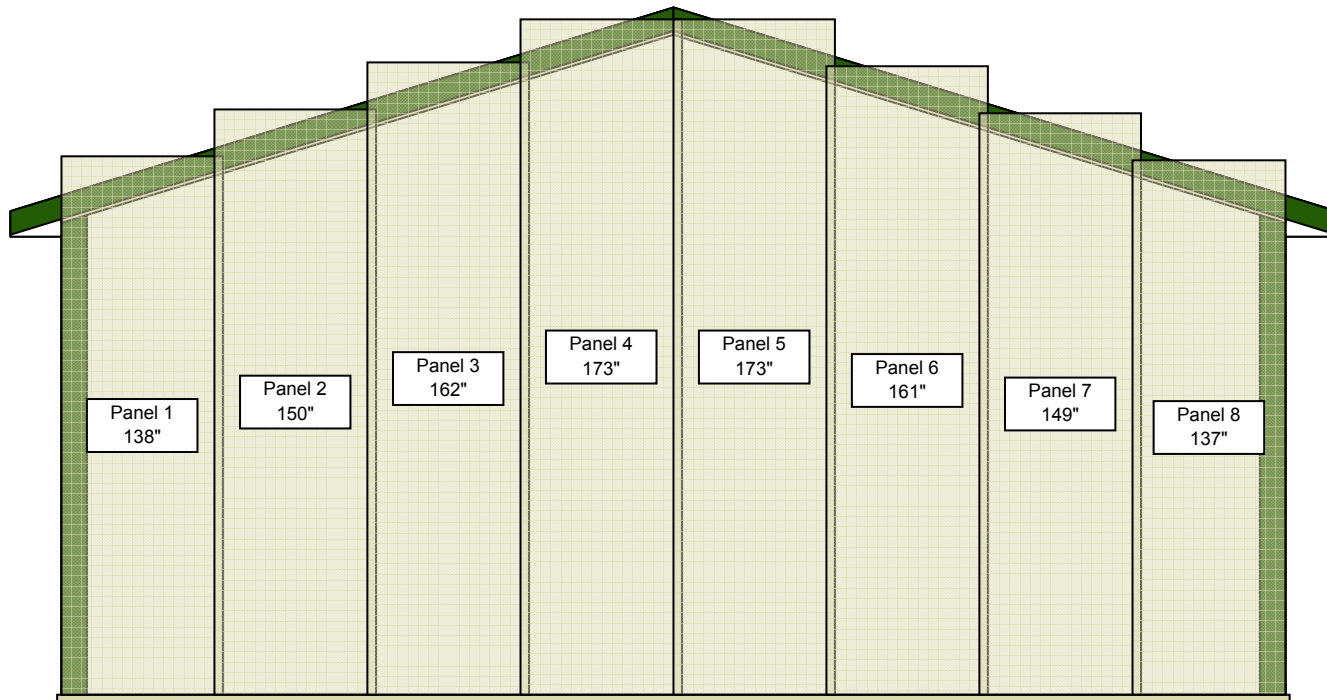 Panel 1
138"
Panel 2
150"
Panel 3
162"
Panel 4
173"
Panel 5
173"
Panel 6
161"
Panel 7
149"
Panel 8
137"